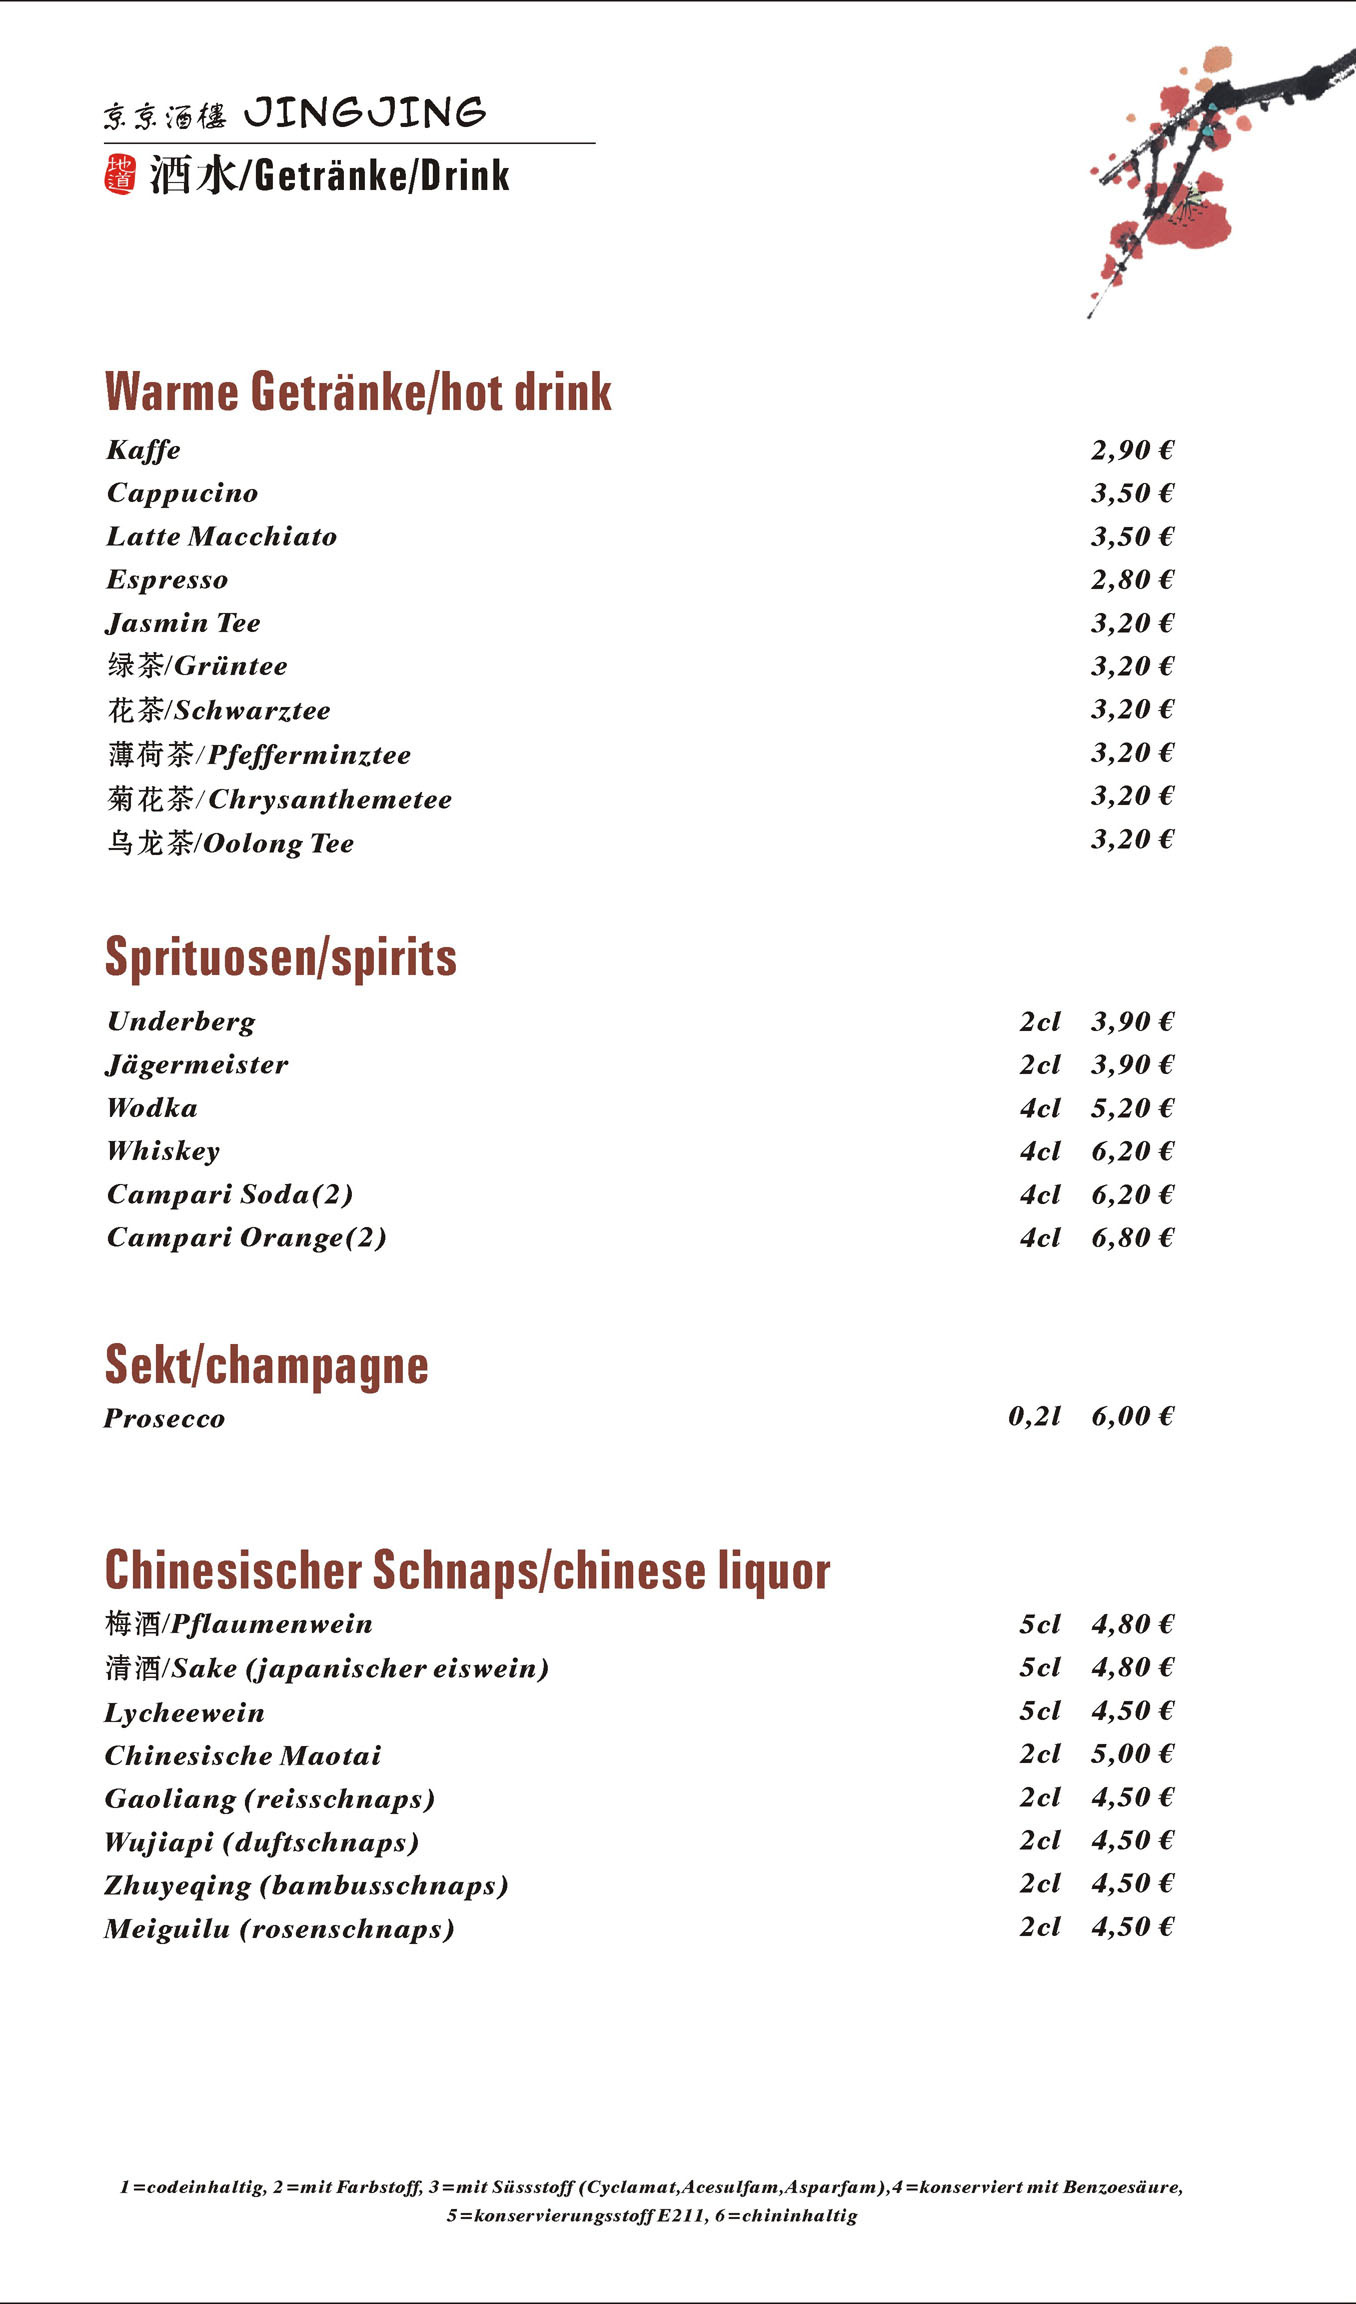 京京酒樓 JINGJING
地道 酒水/Getränke/Drink
Warme Getränke/hot drink
Kaffe 2,90 €
Cappucino 3,50 €
Latte Macchiato 3,50 €
Espresso 2,80 €
Jasmin Tee 3,20 €
绿茶/Grüntee 3,20 €
花茶/Schwarztee 3,20 €
薄荷茶/Pfefferminztee 3,20 €
菊花茶/Chrysanthemetee 3,20 €
乌龙茶/Oolong Tee 3,20 €
Sprituosen/spirits
Underberg 2cl 3,90 €
Jägermeister 2cl 3,90 €
Wodka 4cl 5,20 €
Whiskey 4cl 6,20 €
Campari Soda(2) 4cl 6,20 €
Campari Orange(2) 4cl 6,80 €
Sekt/champagne
Prosecco 0,2l 6,00 €
Chinesischer Schnaps/chinese liquor
梅酒/Pflaumenwein 5cl 4,80 €
清酒/Sake (japanischer eiswein) 5cl 4,80 €
Lycheewein 5cl 4,50 €
Chinesische Maotai 2cl 5,00 €
Gaoliang (reisschnaps) 2cl 4,50 €
Wujiapi (duftschnaps) 2cl 4,50 €
Zhuyeqing (bambusschnaps) 2cl 4,50 €
Meiguilu (rosenschnaps) 2cl 4,50 €
1=codeinhaltig, 2=mit Farbstoff, 3=mit Süssstoff (Cyclamat,Acesulfam,Asparfam),4=konserviert mit Benzoesäure,
5=konservierungsstoff E211, 6=chininhaltig